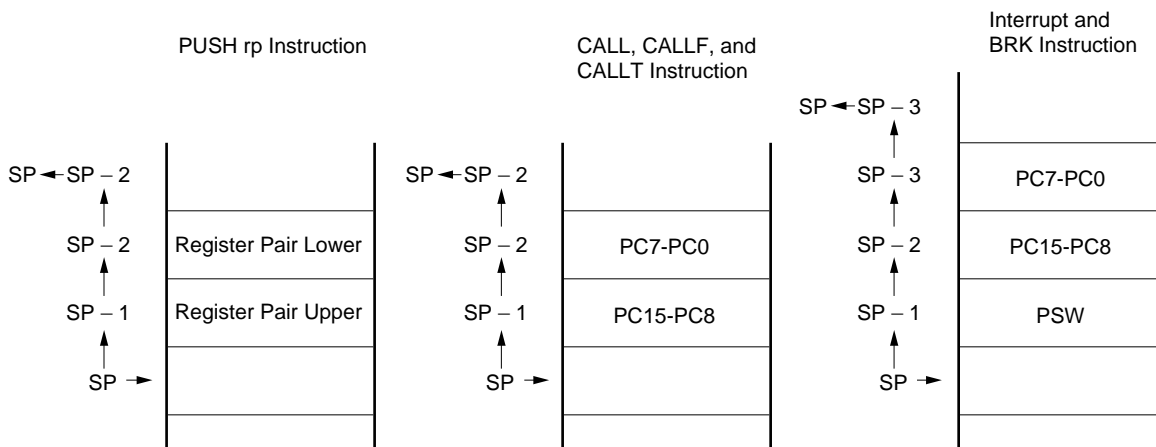 PUSH rp Instruction
CALL, CALLF, and
CALLT Instruction
Interrupt and
BRK Instruction
SP SP – 2
SP – 2 Register Pair Lower
SP – 1 Register Pair Upper
SP
SP SP – 2
SP – 2 PC7-PC0
SP – 1 PC15-PC8
SP
SP SP – 3
SP – 3 PC7-PC0
SP – 2 PC15-PC8
SP – 1 PSW
SP